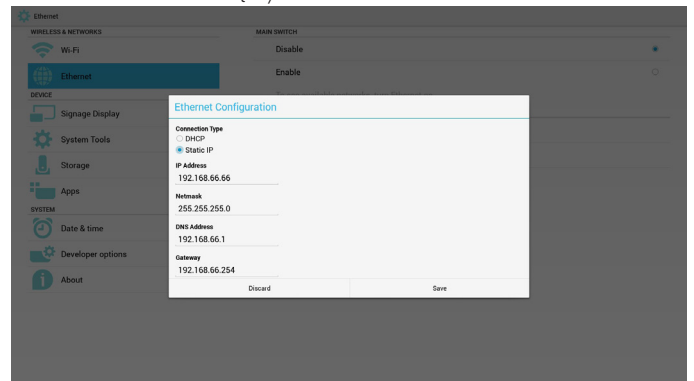 Ethernet
WIRELESS & NETWORKS
Wi-Fi
Ethernet
DEVICE
Signage Display
System Tools
Storage
Apps
SYSTEM
Date & time
Developer options
About
MAIN SWITCH
Disable
Enable
Ethernet Configuration
Connection Type
DHCP
Static IP
IP Address
192.168.66.66
Netmask
255.255.255.0
DNS Address
192.168.66.1
Gateway
192.168.66.254
Discard
Save